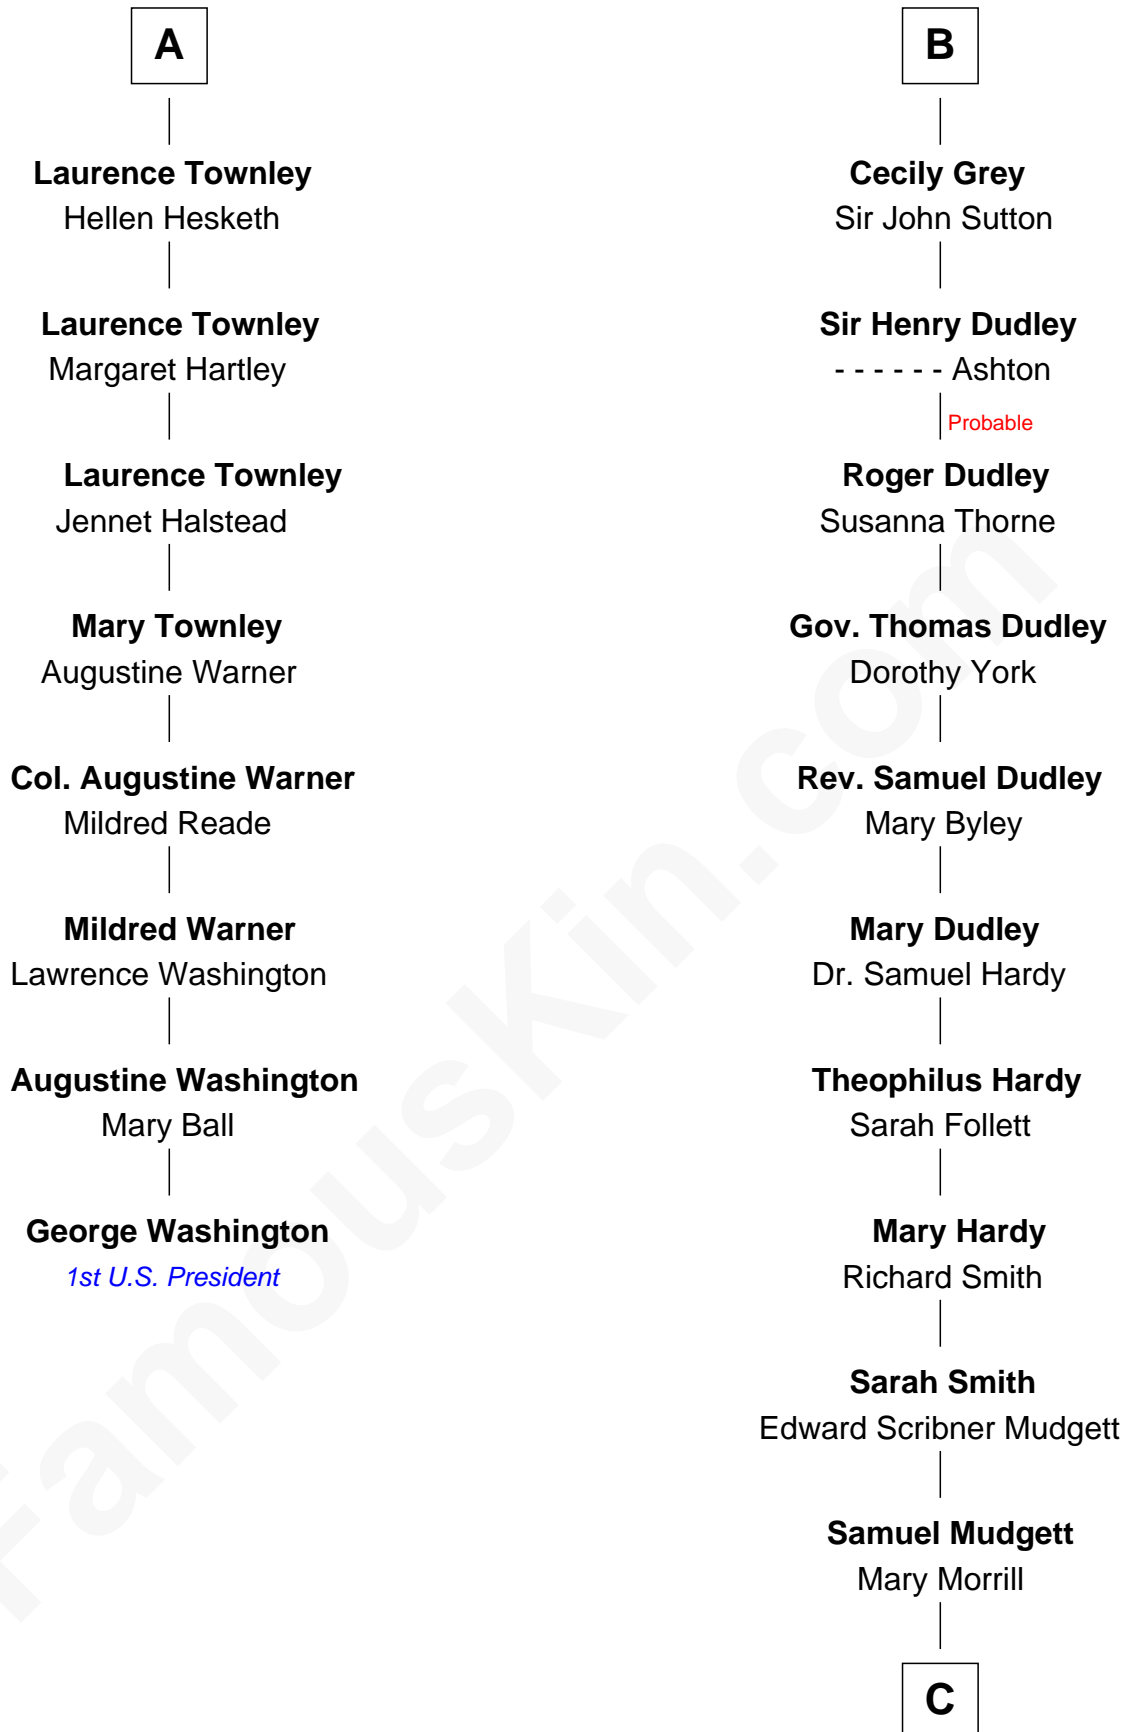 A
Laurence Townley
Hellen Hesketh
Laurence Townley
Margaret Hartley
Laurence Townley
Jennet Halstead
Mary Townley
Augustine Warner
Col. Augustine Warner
Mildred Reade
Mildred Warner
Lawrence Washington
Augustine Washington
Mary Ball
George Washington
1st U.S. President
B
Cecily Grey
Sir John Sutton
Sir Henry Dudley
- - - - - - Ashton
Probable
Roger Dudley
Susanna Thorne
Gov. Thomas Dudley
Dorothy York
Rev. Samuel Dudley
Mary Byley
Mary Dudley
Dr. Samuel Hardy
Theophilus Hardy
Sarah Follett
Mary Hardy
Richard Smith
Sarah Smith
Edward Scribner Mudgett
Samuel Mudgett
Mary Morrill
C
FamousKin.com